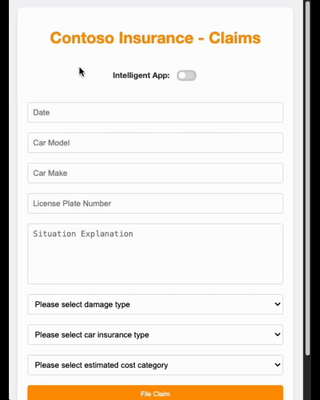 Contoso Insurance - Claims
Intelligent App:
Date
Car Model
Car Make
License Plate Number
Situation Explanation
Please select damage type
Please select car insurance type
Please select estimated cost category
File Claim